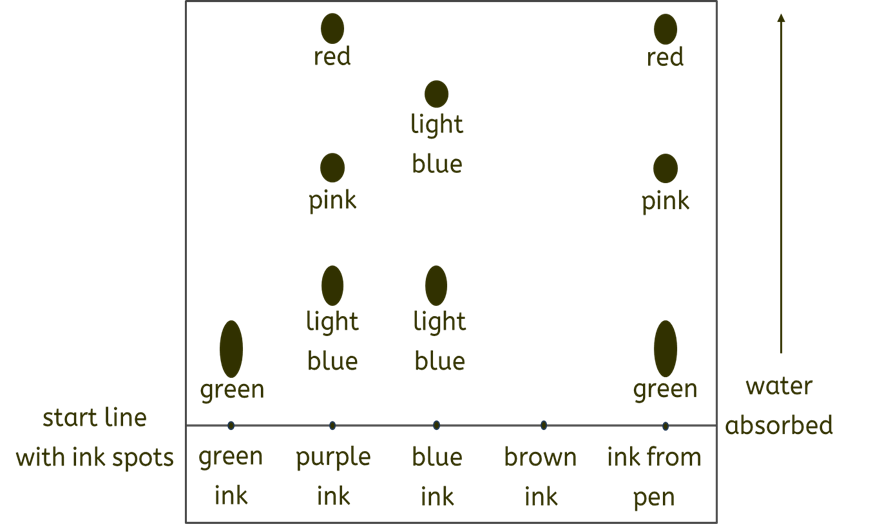 red
red
light
blue
pink
pink
light
blue
light
blue
green
green
water
absorbed
start line
with ink spots
green
ink
purple
ink
blue
ink
brown
ink
ink from
pen